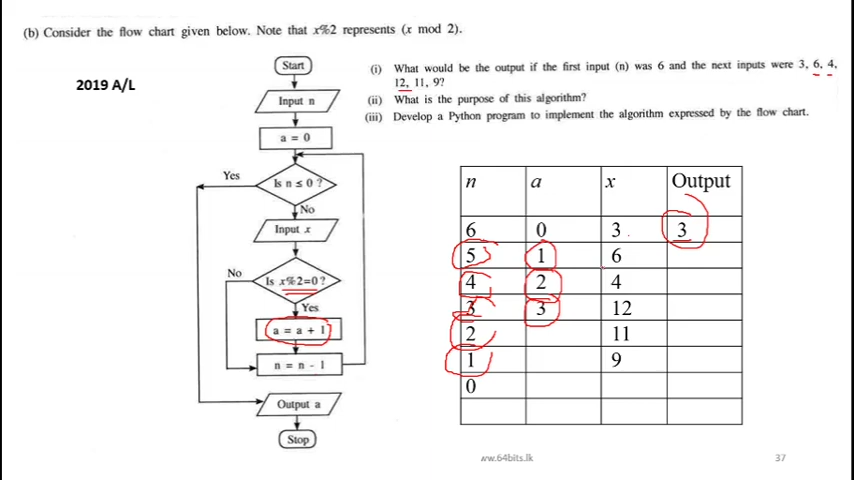 (b) Consider the flow chart given below. Note that x%2 represents (x mod 2).
2019 A/L
(i) What would be the output if the first input (n) was 6 and the next inputs were 3, 6, 4,
12, 11, 9?
(ii) What is the purpose of this algorithm?
(iii) Develop a Python program to implement the algorithm expressed by the flow chart.
Start
Input n
a = 0
Is n ≤ 0 ?
Yes
No
Input x
Is x%2=0?
No
Yes
a = a + 1
n = n - 1
Output a
Stop
n a x Output
6 0 3 3
5 1 6
4 2 4
3 3 12
2 11
1 9
0
ww.64bits.lk
37